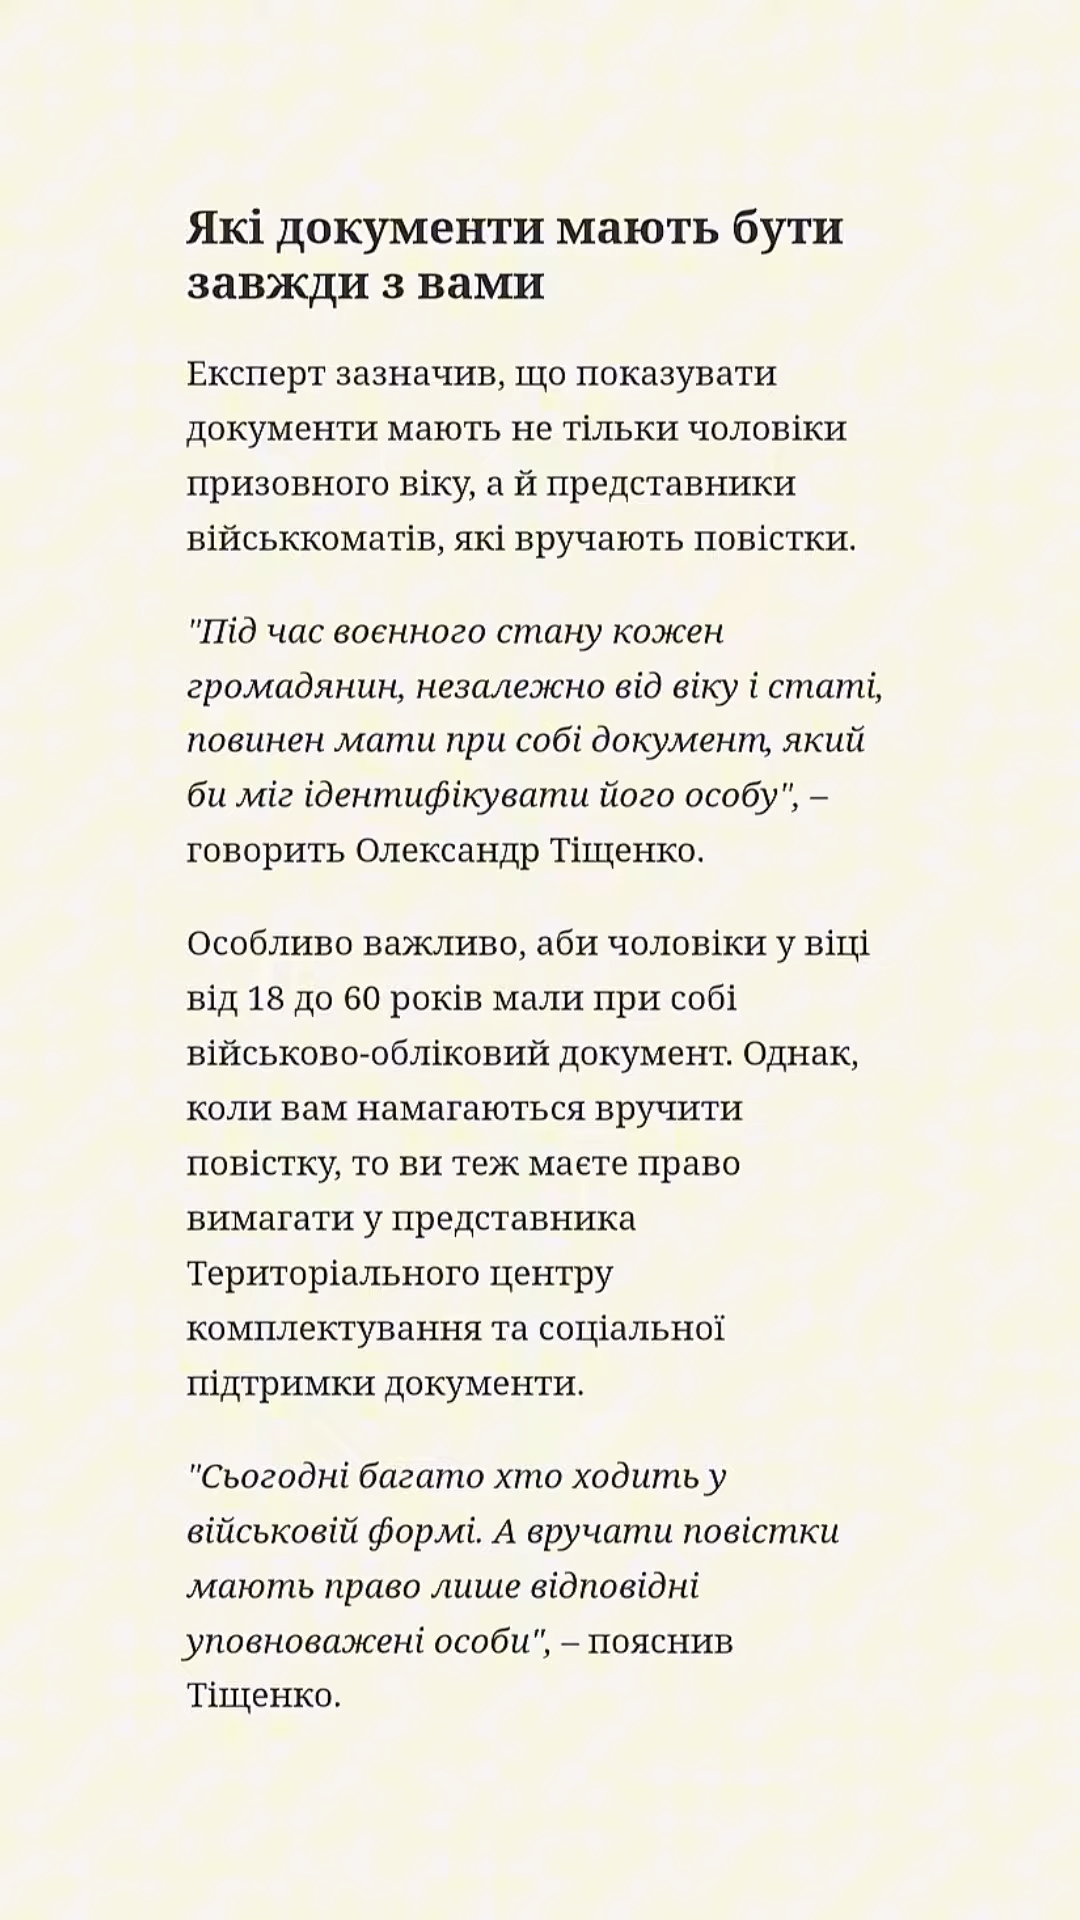 Які документи мають бути
завжди з вами
Експерт зазначив, що показувати
документи мають не тільки чоловіки
призовного віку, а й представники
військкоматів, які вручають повістки.
"Під час воєнного стану кожен
громадянин, незалежно від віку і статі,
повинен мати при собі документ, який
би міг ідентифікувати його особу", –
говорить Олександр Тіщенко.
Особливо важливо, аби чоловіки у віці
від 18 до 60 років мали при собі
військово-обліковий документ. Однак,
коли вам намагаються вручити
повістку, то ви теж маєте право
вимагати у представника
Територіального центру
комплектування та соціальної
підтримки документи.
"Сьогодні багато хто ходить у
військовій формі. А вручати повістки
мають право лише відповідні
уповноважені особи", – пояснив
Тіщенко.